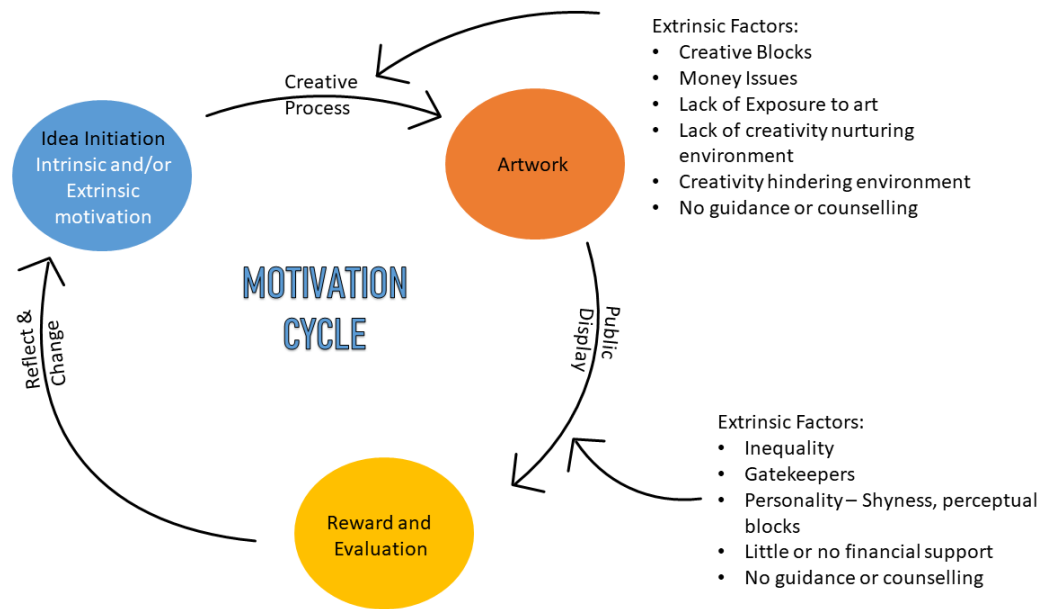 Extrinsic Factors:
• Creative Blocks
• Money Issues
• Lack of Exposure to art
• Lack of creativity nurturing
environment
• Creativity hindering environment
• No guidance or counselling
Creative
Process
Idea Initiation
Intrinsic and/or
Extrinsic
motivation
Artwork
MOTIVATION
CYCLE
Reflect &
Change
Public
Display
Extrinsic Factors:
• Inequality
• Gatekeepers
• Personality – Shyness, perceptual
blocks
• Little or no financial support
• No guidance or counselling
Reward and
Evaluation